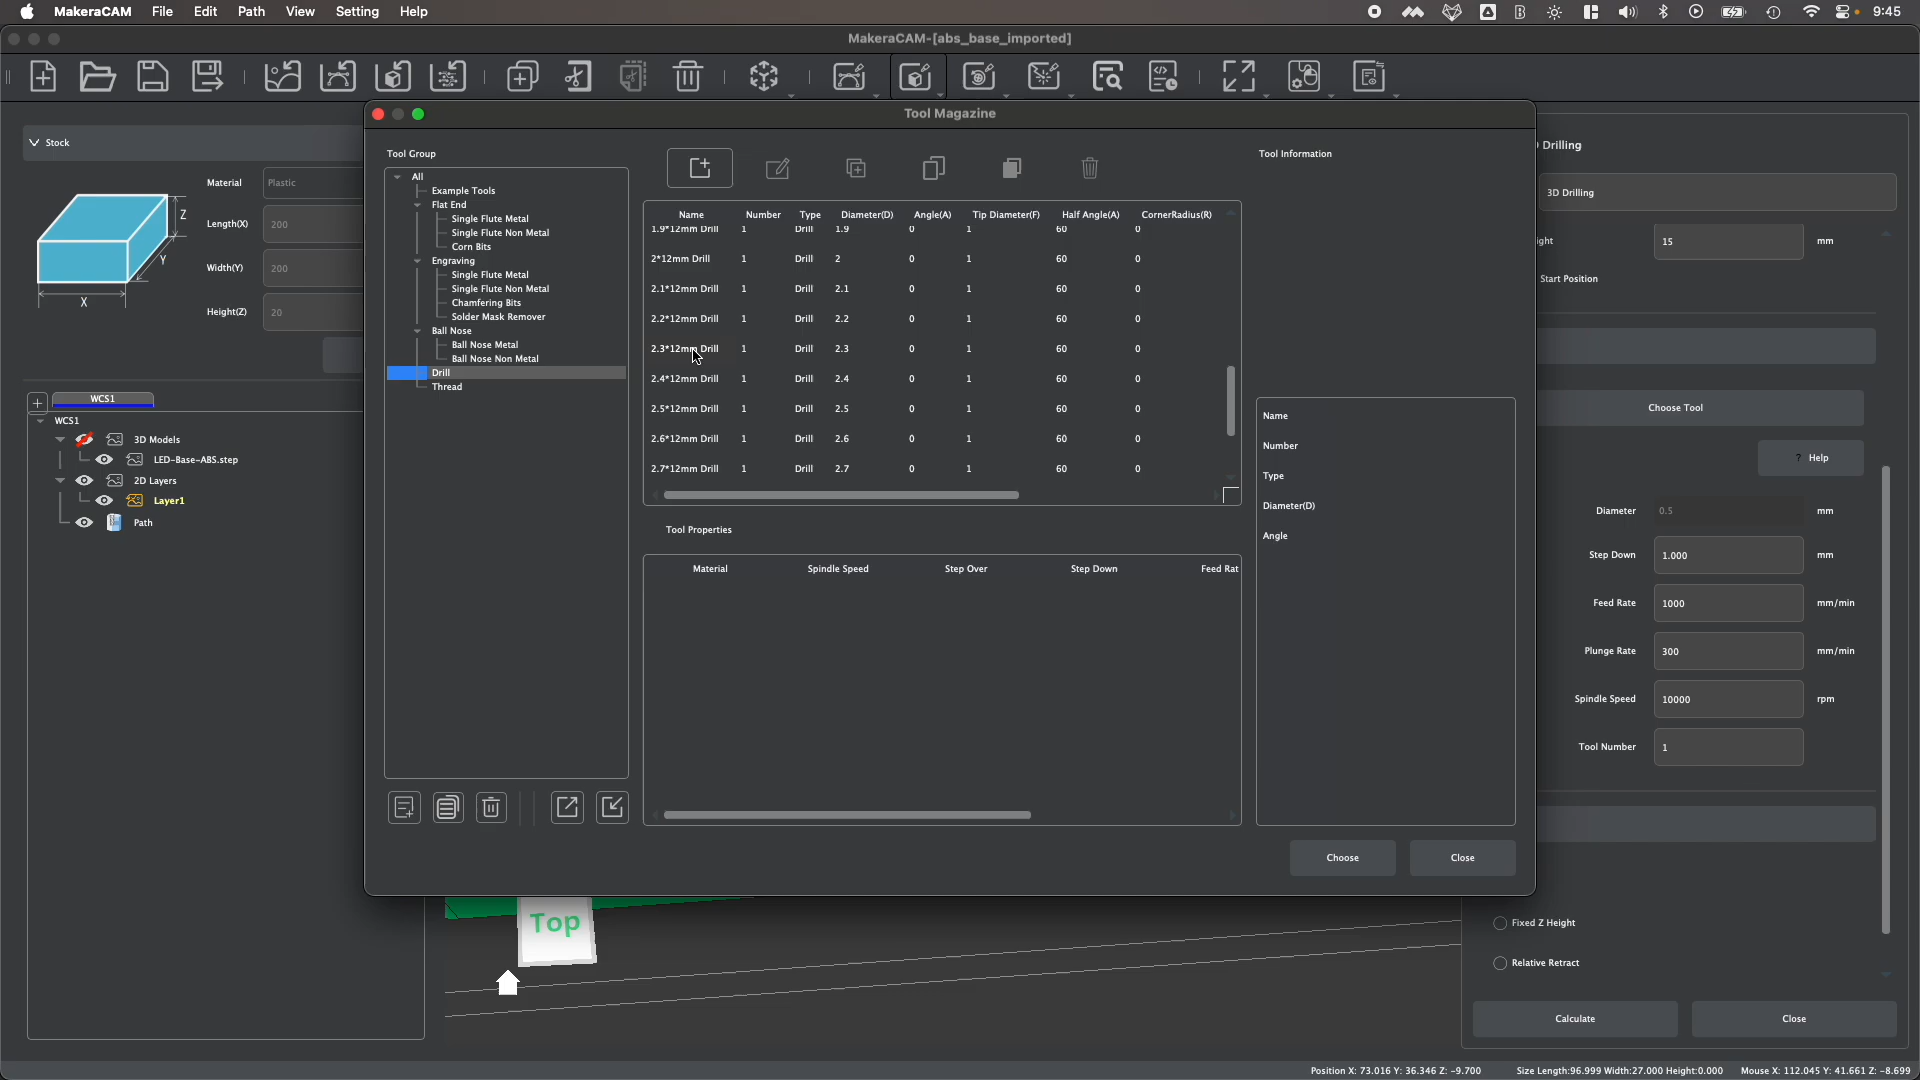 MakeraCAM File Edit Path View Setting Help 9:45
MakeraCAM-[abs_base_imported]
Tool Magazine
Stock
Material Plastic
Length(X) 200
Width(Y) 200
Height(Z) 20
Z
Y
X
WCS1
WCS1
3D Models
LED-Base-ABS.step
2D Layers
Layer1
Path
Tool Group
All
Example Tools
Flat End
Single Flute Metal
Single Flute Non Metal
Corn Bits
Engraving
Single Flute Metal
Single Flute Non Metal
Chamfering Bits
Solder Mask Remover
Ball Nose
Ball Nose Metal
Ball Nose Non Metal
Drill
Thread
Name Number Type Diameter(D) Angle(A) Tip Diameter(F) Half Angle(A) CornerRadius(R)
1.9*12mm Drill 1 Drill 1.9 0 1 60 0
2*12mm Drill 1 Drill 2 0 1 60 0
2.1*12mm Drill 1 Drill 2.1 0 1 60 0
2.2*12mm Drill 1 Drill 2.2 0 1 60 0
2.3*12mm Drill 1 Drill 2.3 0 1 60 0
2.4*12mm Drill 1 Drill 2.4 0 1 60 0
2.5*12mm Drill 1 Drill 2.5 0 1 60 0
2.6*12mm Drill 1 Drill 2.6 0 1 60 0
2.7*12mm Drill 1 Drill 2.7 0 1 60 0
Tool Properties
Material Spindle Speed Step Over Step Down Feed Rat
Tool Information
Name
Number
Type
Diameter(D)
Angle
Choose Close
Drilling
3D Drilling
ght 15 mm
Start Position
Choose Tool
? Help
Diameter 0.5 mm
Step Down 1.000 mm
Feed Rate 1000 mm/min
Plunge Rate 300 mm/min
Spindle Speed 10000 rpm
Tool Number 1
Fixed Z Height
Relative Retract
Calculate Close
Top
Position X: 73.016 Y: 36.346 Z: -9.700 Size Length:96.999 Width:27.000 Height:0.000 Mouse X: 112.045 Y: 41.661 Z: -8.699